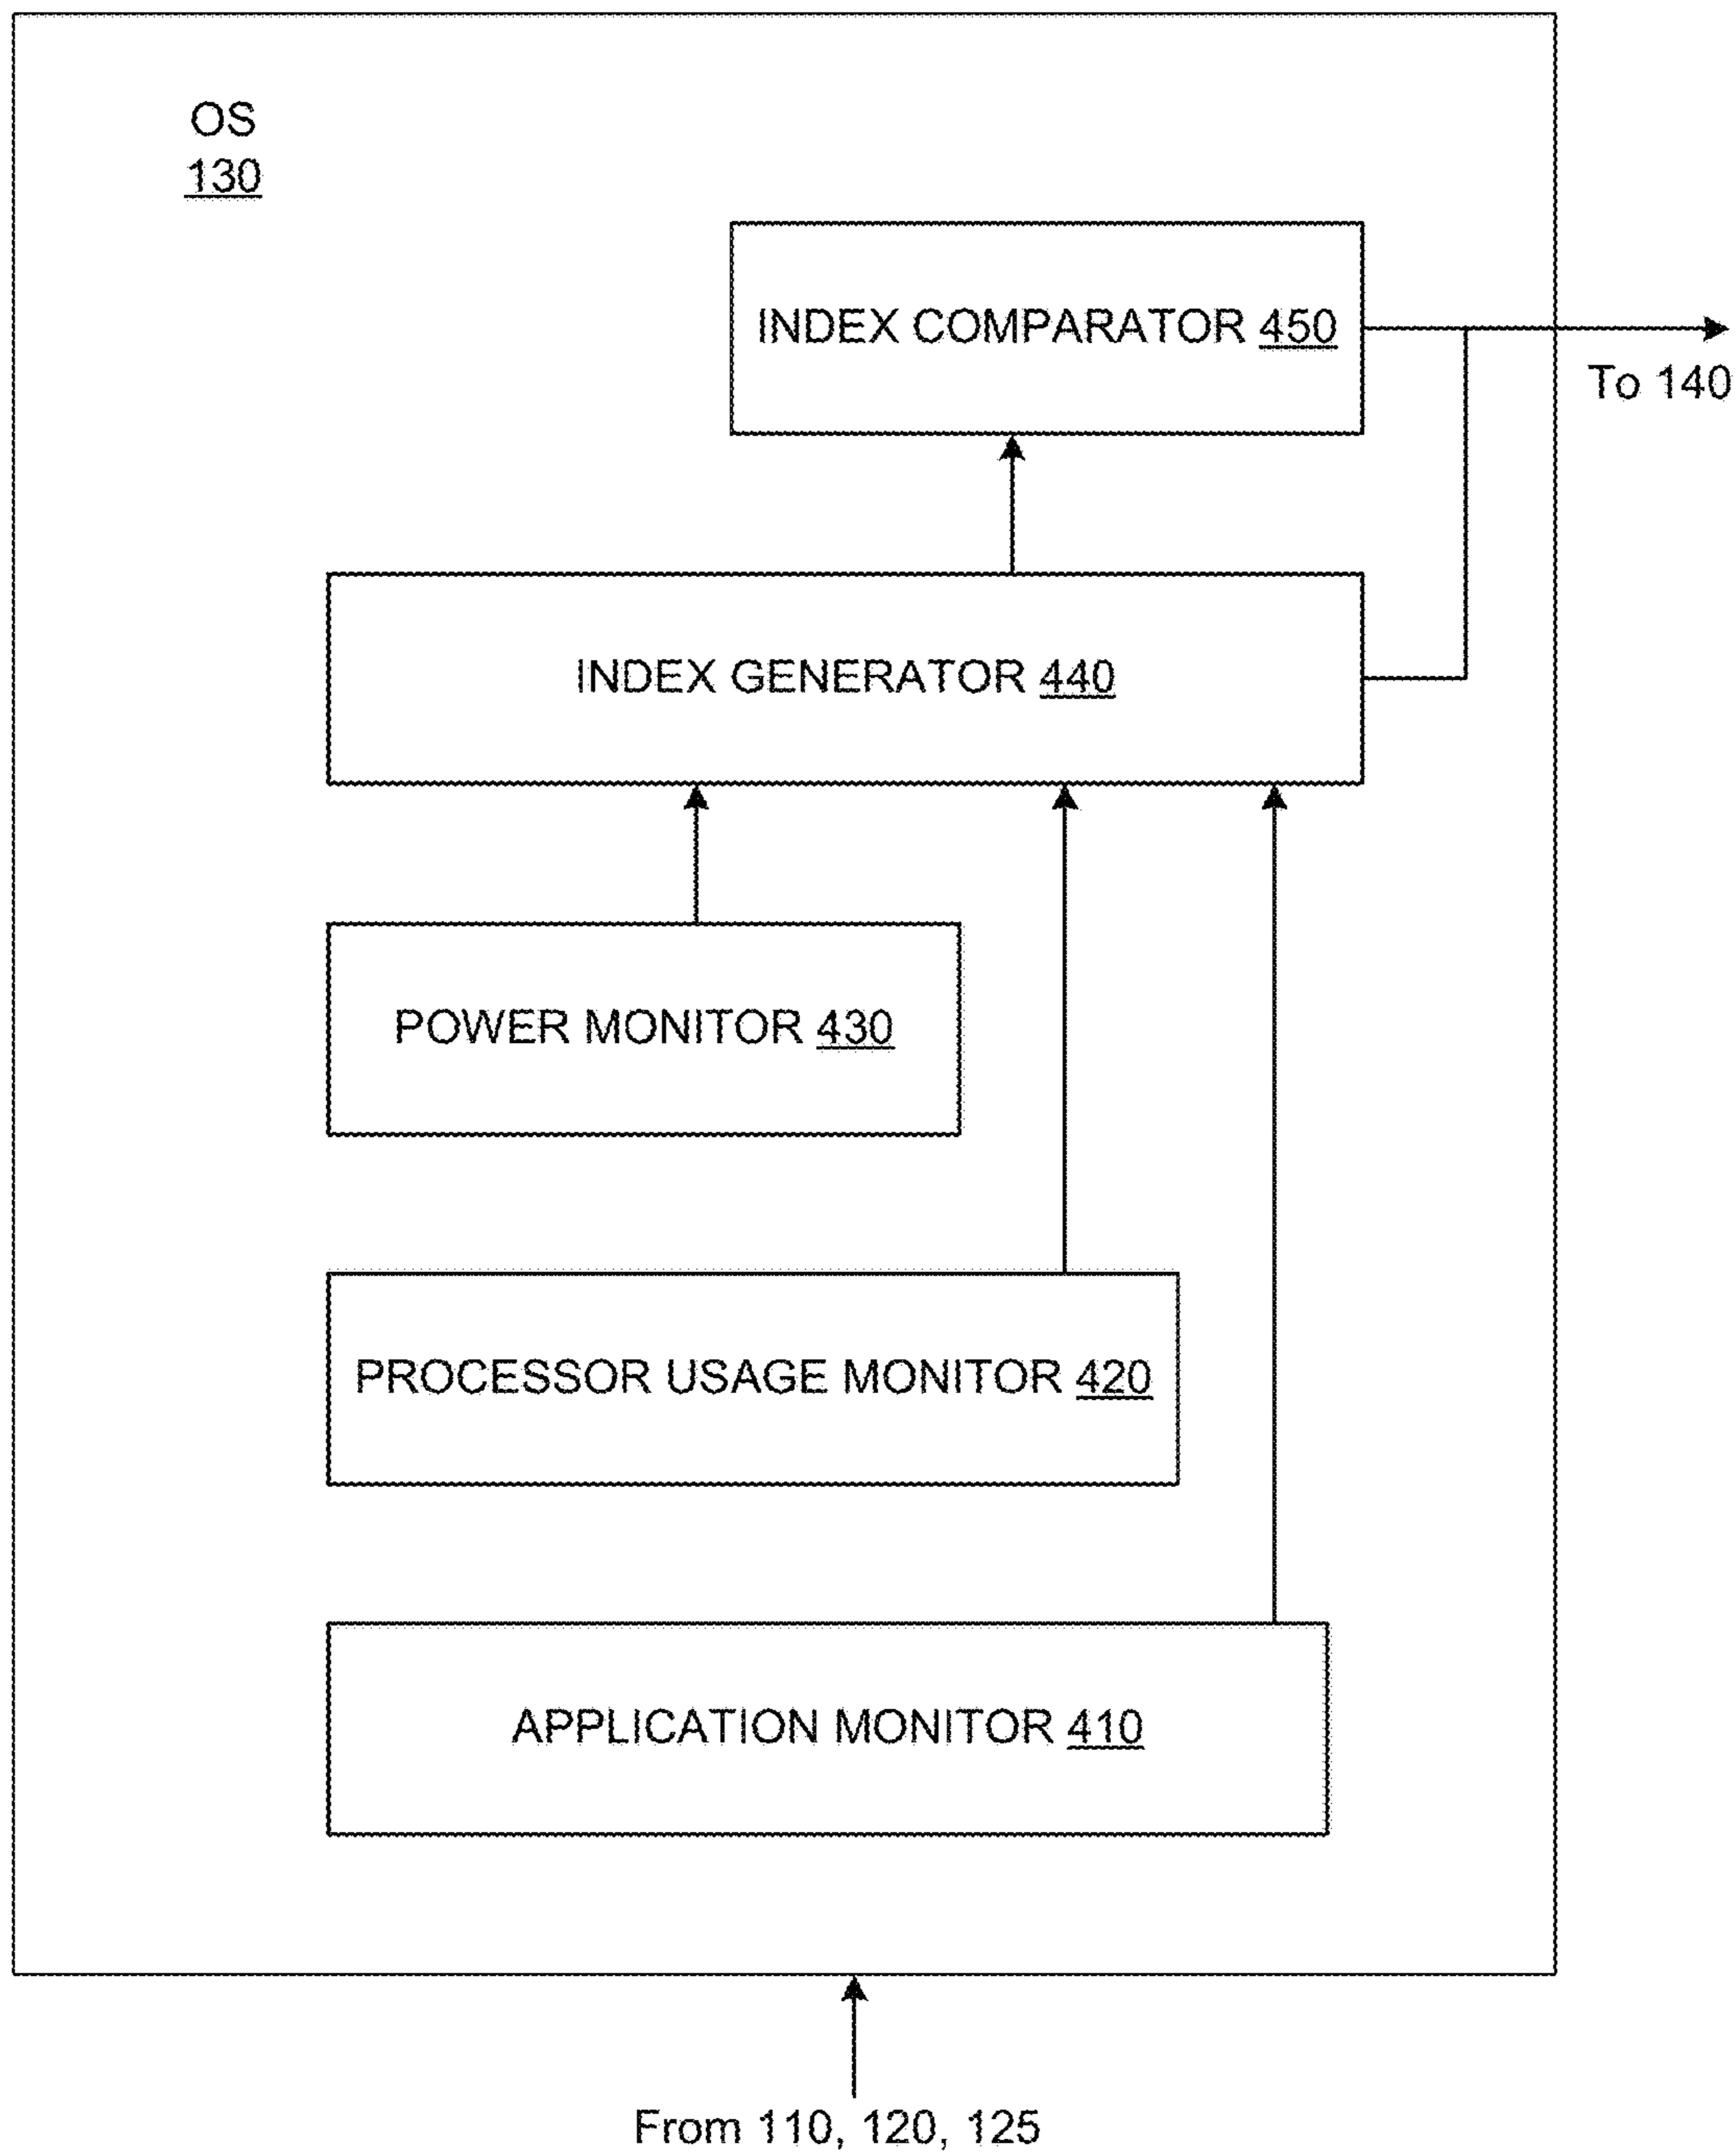 OS
130
INDEX COMPARATOR 450
To 140
INDEX GENERATOR 440
POWER MONITOR 430
PROCESSOR USAGE MONITOR 420
APPLICATION MONITOR 410
From 110, 120, 125